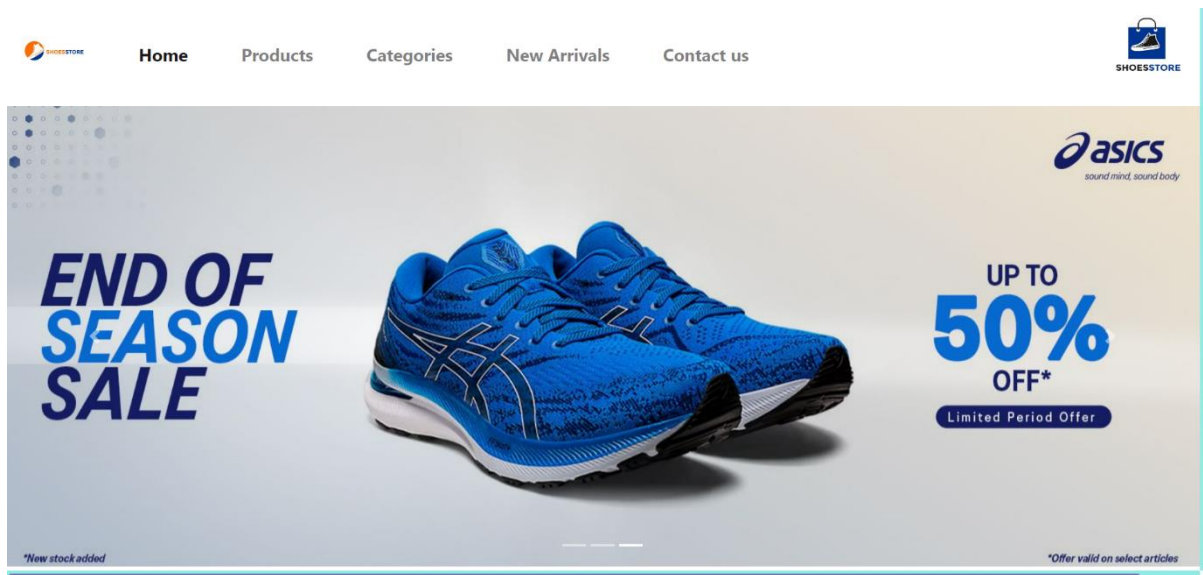 SHOESSTORE
Home
Products
Categories
New Arrivals
Contact us
SHOESSTORE
asics
sound mind, sound body
END OF
SEASON
SALE
UP TO
50%
OFF*
Limited Period Offer
*New stock added
*Offer valid on select articles